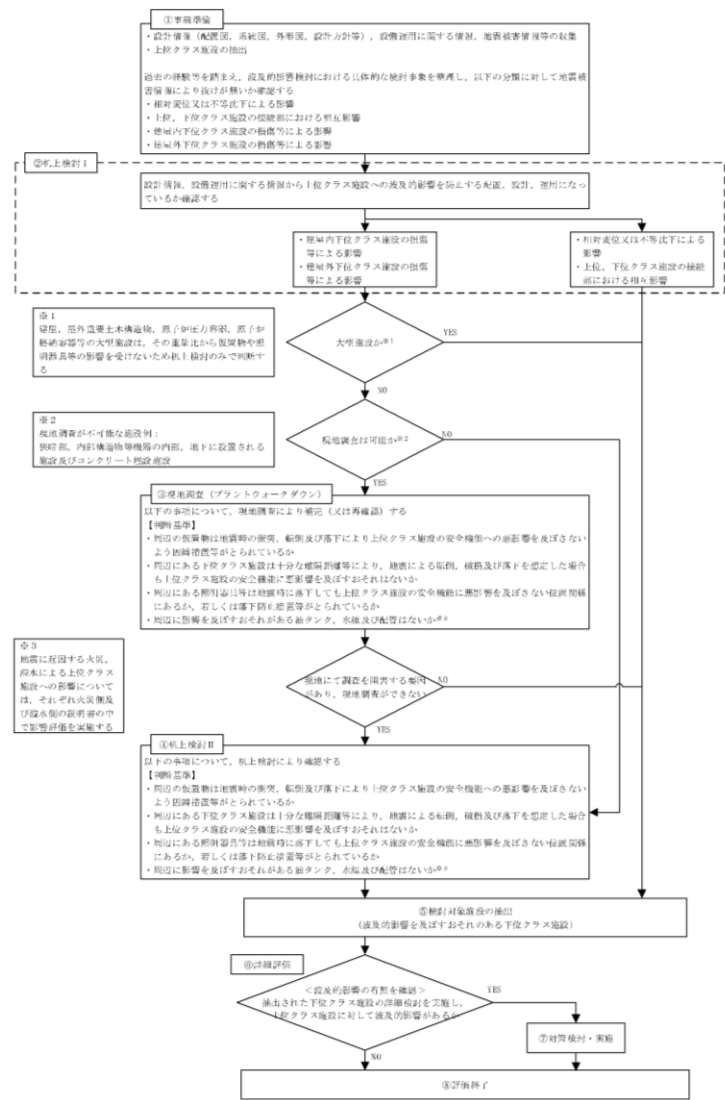 ①事前準備
・設計情報（配置図，系統図，外形図，設計方針等），設備運用に関する情報，地震被害情報等の収集
・上位クラス施設の抽出
過去の経験等を踏まえ，波及的影響検討における具体的な検討事象を整理し，以下の分類に対して地震被
害情報により抜けが無いか確認する
・相対変位又は不等沈下による影響
・上位，下位クラス施設の接続部における相互影響
・建屋内下位クラス施設の損傷等による影響
・建屋外下位クラス施設の損傷等による影響
②机上検討Ⅰ
設計情報，設備運用に関する情報から上位クラス施設への波及的影響を防止する配置，設計，運用になっ
ているか確認する
・建屋内下位クラス施設の損傷
等による影響
・建屋外下位クラス施設の損傷
等による影響
・相対変位又は不等沈下による
影響
・上位，下位クラス施設の接続
部における相互影響
※1
建屋，屋外重要土木構造物，原子炉圧力容器，原子炉
格納容器等の大型施設は，その重量比から仮置物や照
明器具等の影響を受けないため机上検討のみで判断す
る
大型施設か※1
YES
NO
※2
現地調査が不可能な施設例：
狭暗部，内部構造物等機器の内部，地下に設置される
施設及びコンクリート埋設施設
現地調査は可能か※2
NO
YES
③現地調査（プラントウォークダウン）
以下の事項について，現地調査により補完（又は再確認）する
【判断基準】
・周辺の仮置物は地震時の衝突，転倒及び落下により上位クラス施設の安全機能への悪影響を及ぼさない
よう固縛措置等がとられているか
・周辺にある下位クラス施設は十分な離隔距離等により，地震による転倒，破損及び落下を想定した場合
も上位クラス施設の安全機能に悪影響を及ぼすおそれはないか
・周辺にある照明器具等は地震時に落下しても上位クラス施設の安全機能に悪影響を及ぼさない位置関係
にあるか，若しくは落下防止措置等がとられているか
・周辺に影響を及ぼすおそれがある油タンク，水源及び配管はないか※3
※3
地震に起因する火災，
溢水による上位クラス
施設への影響について
は，それぞれ火災側及
び溢水側の説明書の中
で影響評価を実施する
現地にて調査を阻害する要因
があり，現地調査ができない
NO
YES
④机上検討Ⅱ
以下の事項について，机上検討により確認する
【判断基準】
・周辺の仮置物は地震時の衝突，転倒及び落下により上位クラス施設の安全機能への悪影響を及ぼさない
よう固縛措置等がとられているか
・周辺にある下位クラス施設は十分な離隔距離等により，地震による転倒，破損及び落下を想定した場合
も上位クラス施設の安全機能に悪影響を及ぼすおそれはないか
・周辺にある照明器具等は地震時に落下しても上位クラス施設の安全機能に悪影響を及ぼさない位置関係
にあるか，若しくは落下防止措置等がとられているか
・周辺に影響を及ぼすおそれがある油タンク，水源及び配管はないか※3
⑤検討対象施設の抽出
（波及的影響を及ぼすおそれのある下位クラス施設）
⑥詳細評価
＜波及的影響の有無を確認＞
抽出された下位クラス施設の詳細検討を実施し，
上位クラス施設に対して波及的影響があるか
YES
NO
⑦対策検討・実施
⑧評価終了